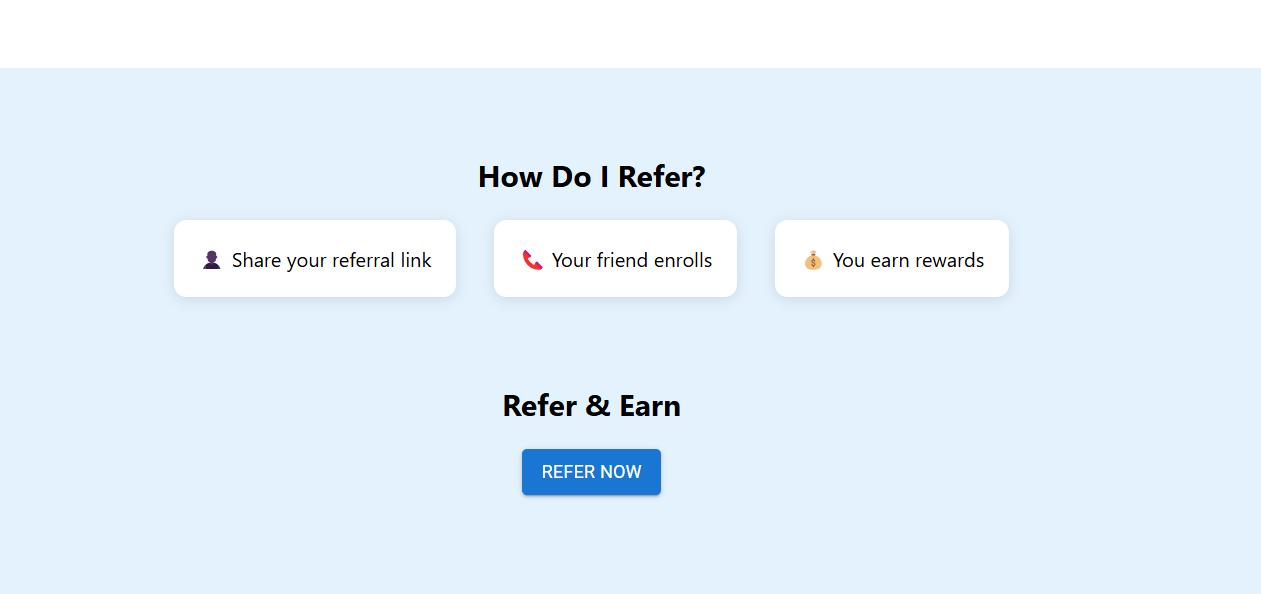 How Do I Refer?
👤 Share your referral link
📞 Your friend enrolls
💰 You earn rewards
Refer & Earn
REFER NOW